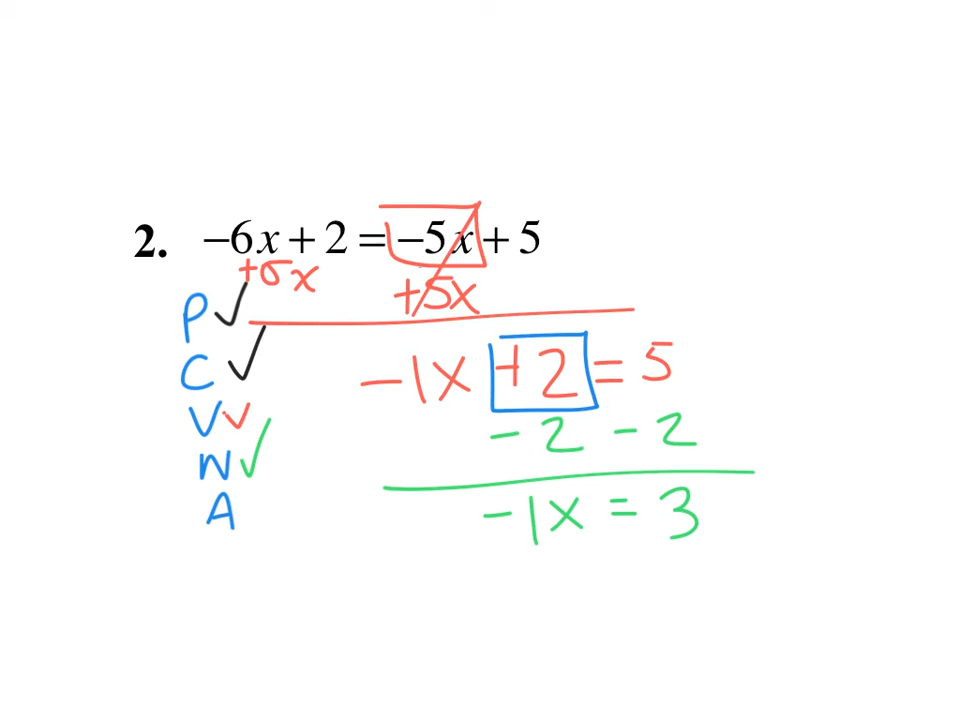 2. −6x + 2 = −5x + 5
+5x +5x
P ✓
C ✓ -1x +2 = 5
V ✓ - 2 - 2
N ✓
A -1x = 3